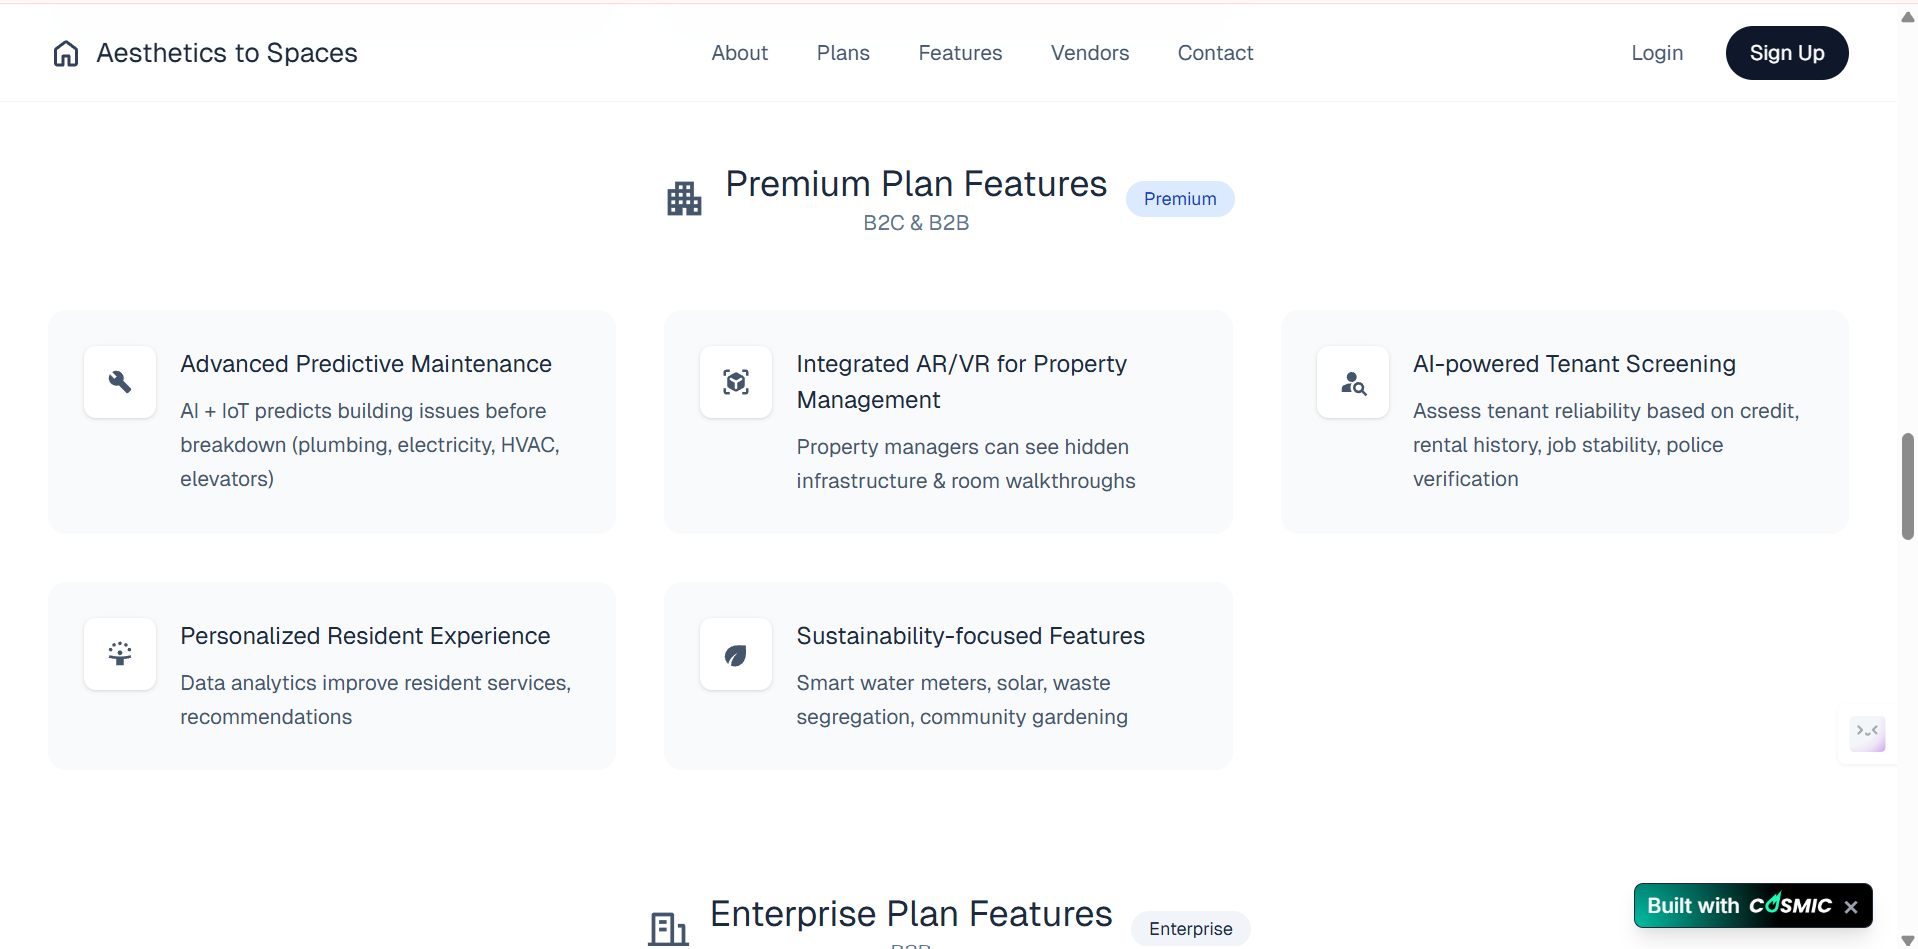 Aesthetics to Spaces
About Plans Features Vendors Contact
Login Sign Up
Premium Plan Features
Premium
B2C & B2B
Advanced Predictive Maintenance
AI + IoT predicts building issues before
breakdown (plumbing, electricity, HVAC,
elevators)
Integrated AR/VR for Property
Management
Property managers can see hidden
infrastructure & room walkthroughs
AI-powered Tenant Screening
Assess tenant reliability based on credit,
rental history, job stability, police
verification
Personalized Resident Experience
Data analytics improve resident services,
recommendations
Sustainability-focused Features
Smart water meters, solar, waste
segregation, community gardening
Enterprise Plan Features
Enterprise
Built with COSMIC